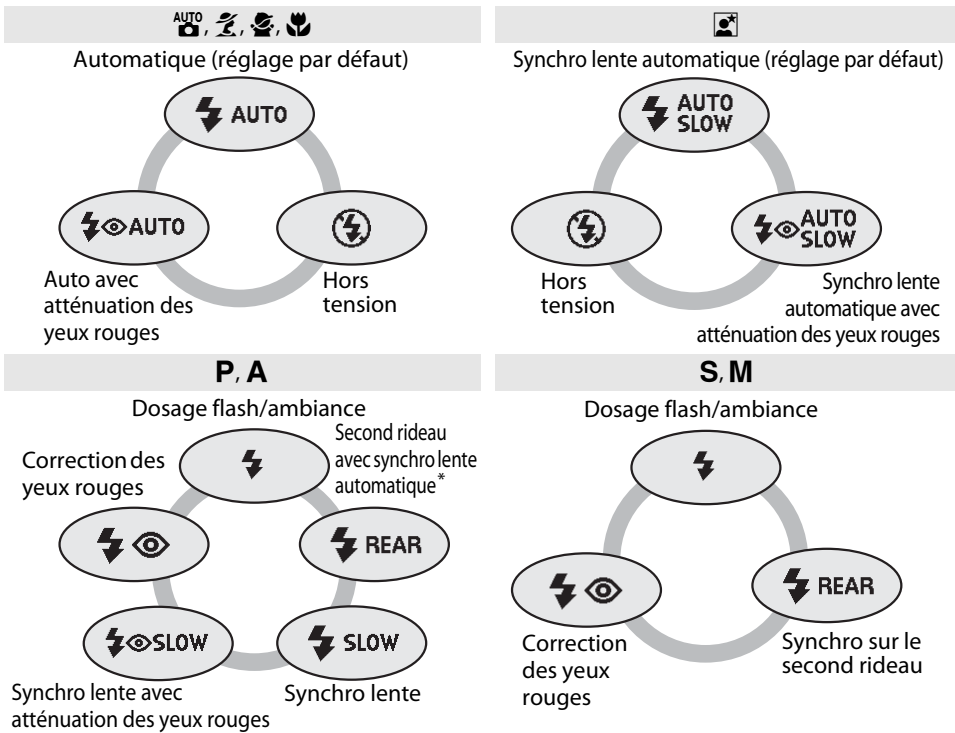 AUTO
Automatique (réglage par défaut)
AUTO
AUTO
Auto avec
atténuation des
yeux rouges
Hors
tension
Synchro lente automatique (réglage par défaut)
AUTO
SLOW
Hors
tension
AUTO
SLOW
Synchro lente
automatique avec
atténuation des yeux rouges
P, A
Dosage flash/ambiance
Correction des
yeux rouges
Second rideau
avec synchro lente
automatique*
REAR
SLOW
SLOW
Synchro lente avec
atténuation des yeux rouges
Synchro lente
S, M
Dosage flash/ambiance
REAR
Correction
des yeux
rouges
Synchro sur le
second rideau